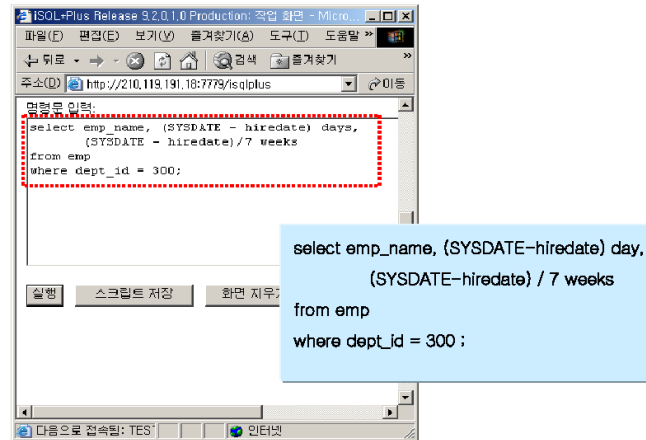 iSQL*Plus Release 9.2.0.1.0 Production: 작업 화면 - Micro...
파일(F) 편집(E) 보기(V) 즐겨찾기(A) 도구(T) 도움말 »
뒤로 검색 즐겨찾기 »
주소(D) http://210.119.191.18:7779/isqlplus 이동
명령문 입력:
select emp_name, (SYSDATE - hiredate) days,
(SYSDATE - hiredate)/7 weeks
from emp
where dept_id = 300;
실행 스크립트 저장 화면 지우
select emp_name, (SYSDATE-hiredate) day,
(SYSDATE-hiredate) / 7 weeks
from emp
where dept_id = 300 ;
다음으로 접속됨: TES 인터넷